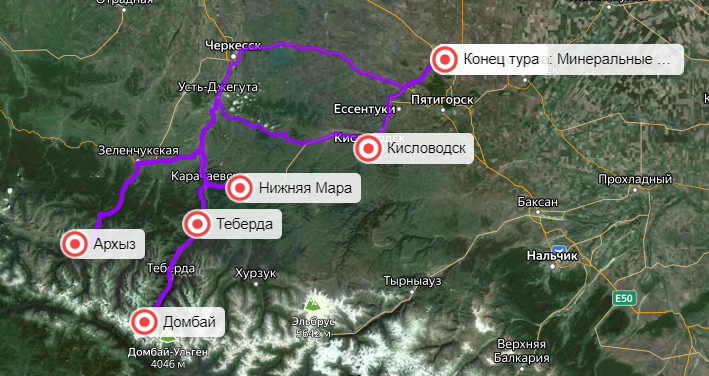 Отрадная
Черкесск
Конец тура : Минеральные ...
Усть-Джегута
Ессентуки
Пятигорск
Кисловодск
Зеленчукская
Карачаевск
Нижняя Мара
Прохладный
Баксан
Теберда
Архыз
Нальчик
Теберда
Хурзук
Тырныауз
E50
Домбай
Эльбрус
5642 м
Домбай-Ульген
4046 м
Верхняя
Балкария